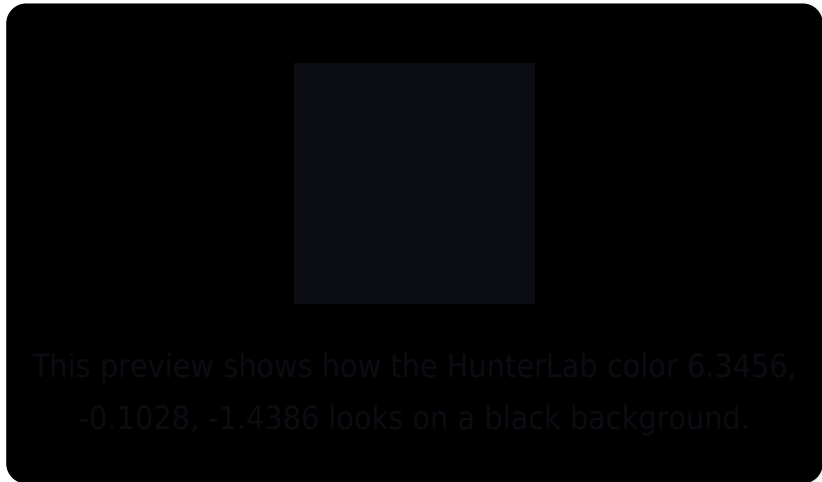 This preview shows how the HunterLab color 6.3456,
-0.1028, -1.4386 looks on a black background.